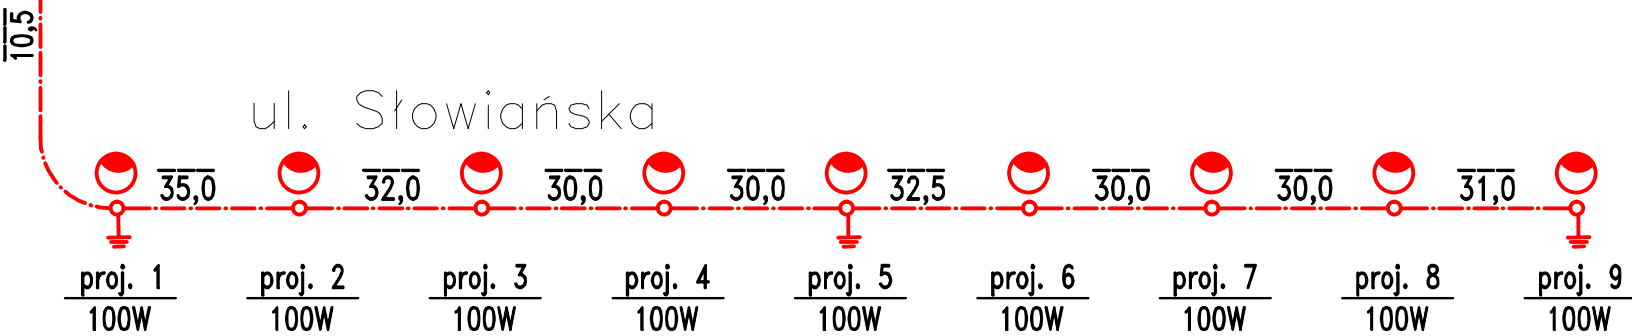 10,5
ul. Słowiańska
35,0 32,0 30,0 30,0 32,5 30,0 30,0 31,0
proj. 1 proj. 2 proj. 3 proj. 4 proj. 5 proj. 6 proj. 7 proj. 8 proj. 9
100W 100W 100W 100W 100W 100W 100W 100W 100W